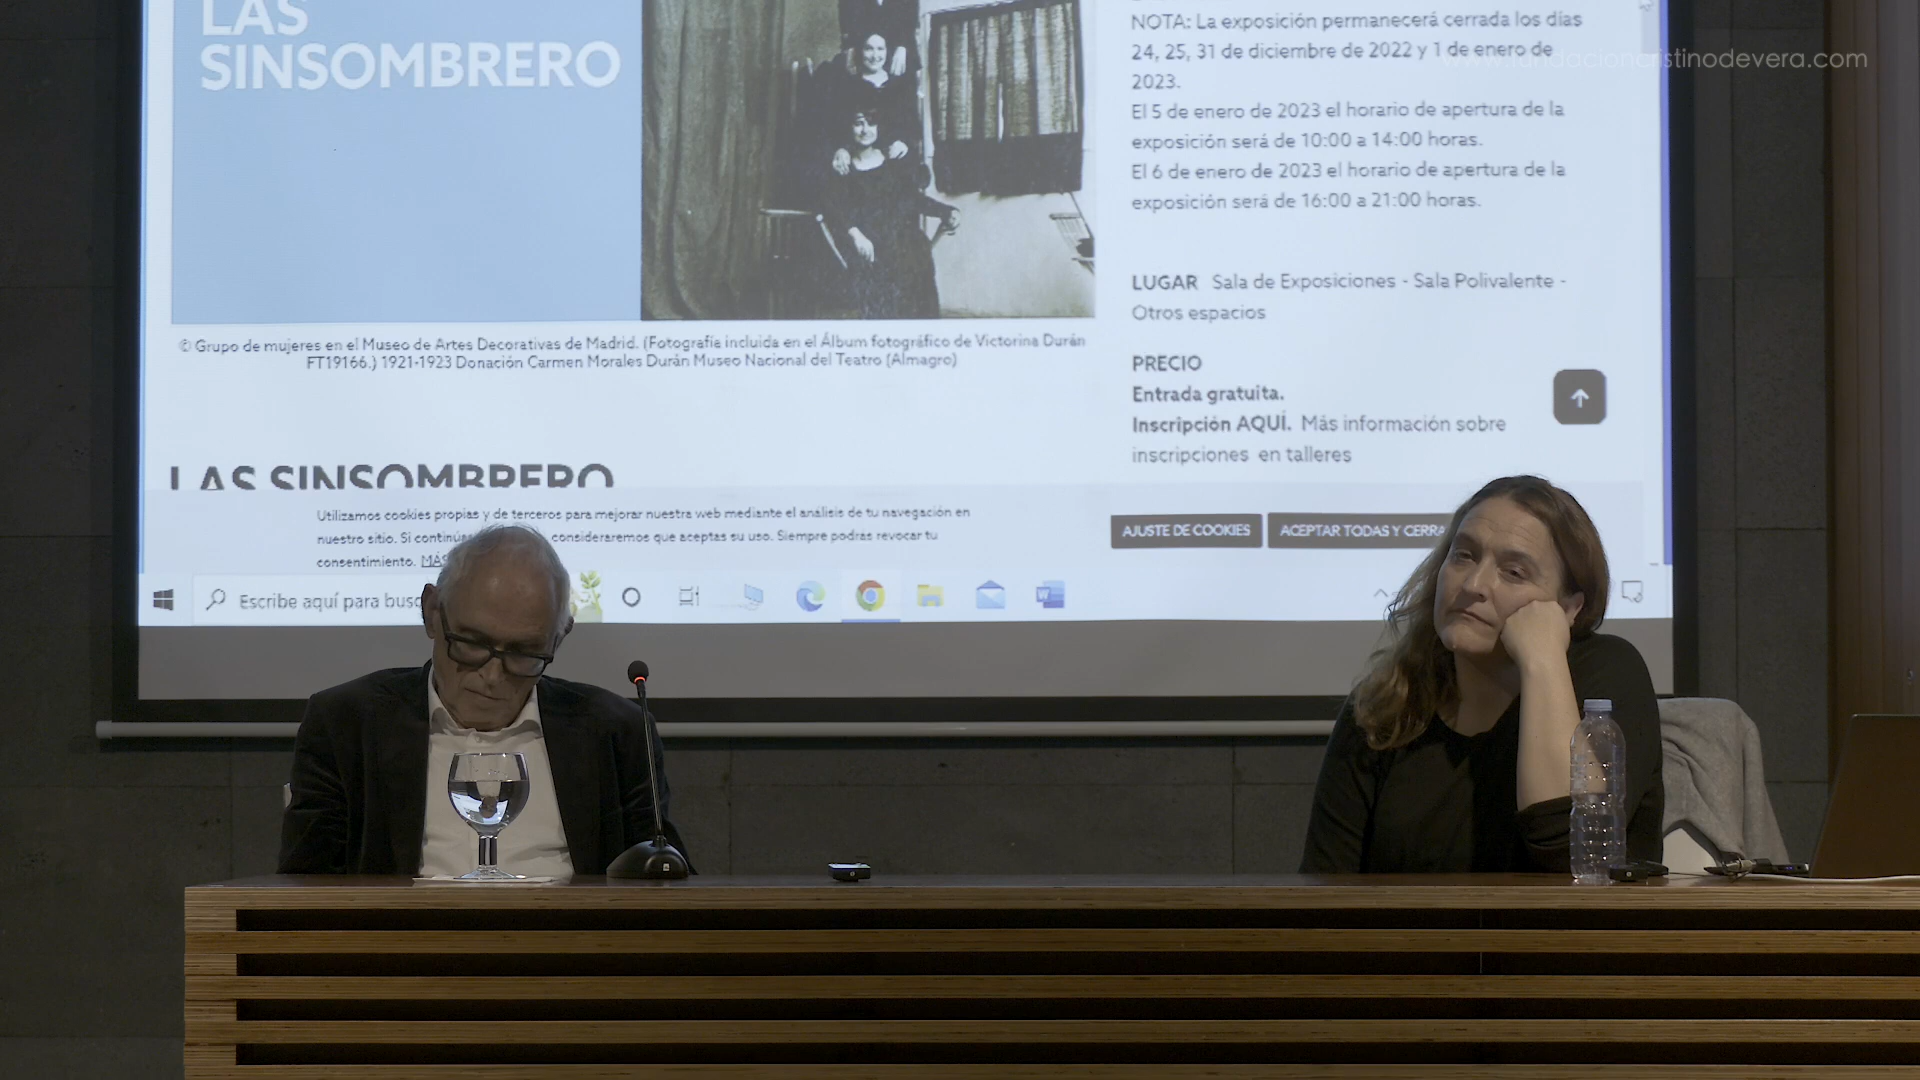 LAS
SINSOMBRERO
© Grupo de mujeres en el Museo de Artes Decorativas de Madrid. (Fotografía incluida en el Álbum fotográfico de Victorina Durán
FT19166.) 1921-1923 Donación Carmen Morales Durán Museo Nacional del Teatro (Almagro)
LAS SINSOMBRERO
NOTA: La exposición permanecerá cerrada los días
24, 25, 31 de diciembre de 2022 y 1 de enero de
2023.
El 5 de enero de 2023 el horario de apertura de la
exposición será de 10:00 a 14:00 horas.
El 6 de enero de 2023 el horario de apertura de la
exposición será de 16:00 a 21:00 horas.
LUGAR Sala de Exposiciones - Sala Polivalente -
Otros espacios
PRECIO
Entrada gratuita.
Inscripción AQUÍ. Más información sobre
inscripciones en talleres
Utilizamos cookies propias y de terceros para mejorar nuestra web mediante el análisis de tu navegación en
nuestro sitio. Si continú consideraremos que aceptas su uso. Siempre podrás revocar tu
consentimiento. MÁS
AJUSTE DE COOKIES
ACEPTAR TODAS Y CERRA
Escribe aquí para busc
www.fundacioncristinodevera.com